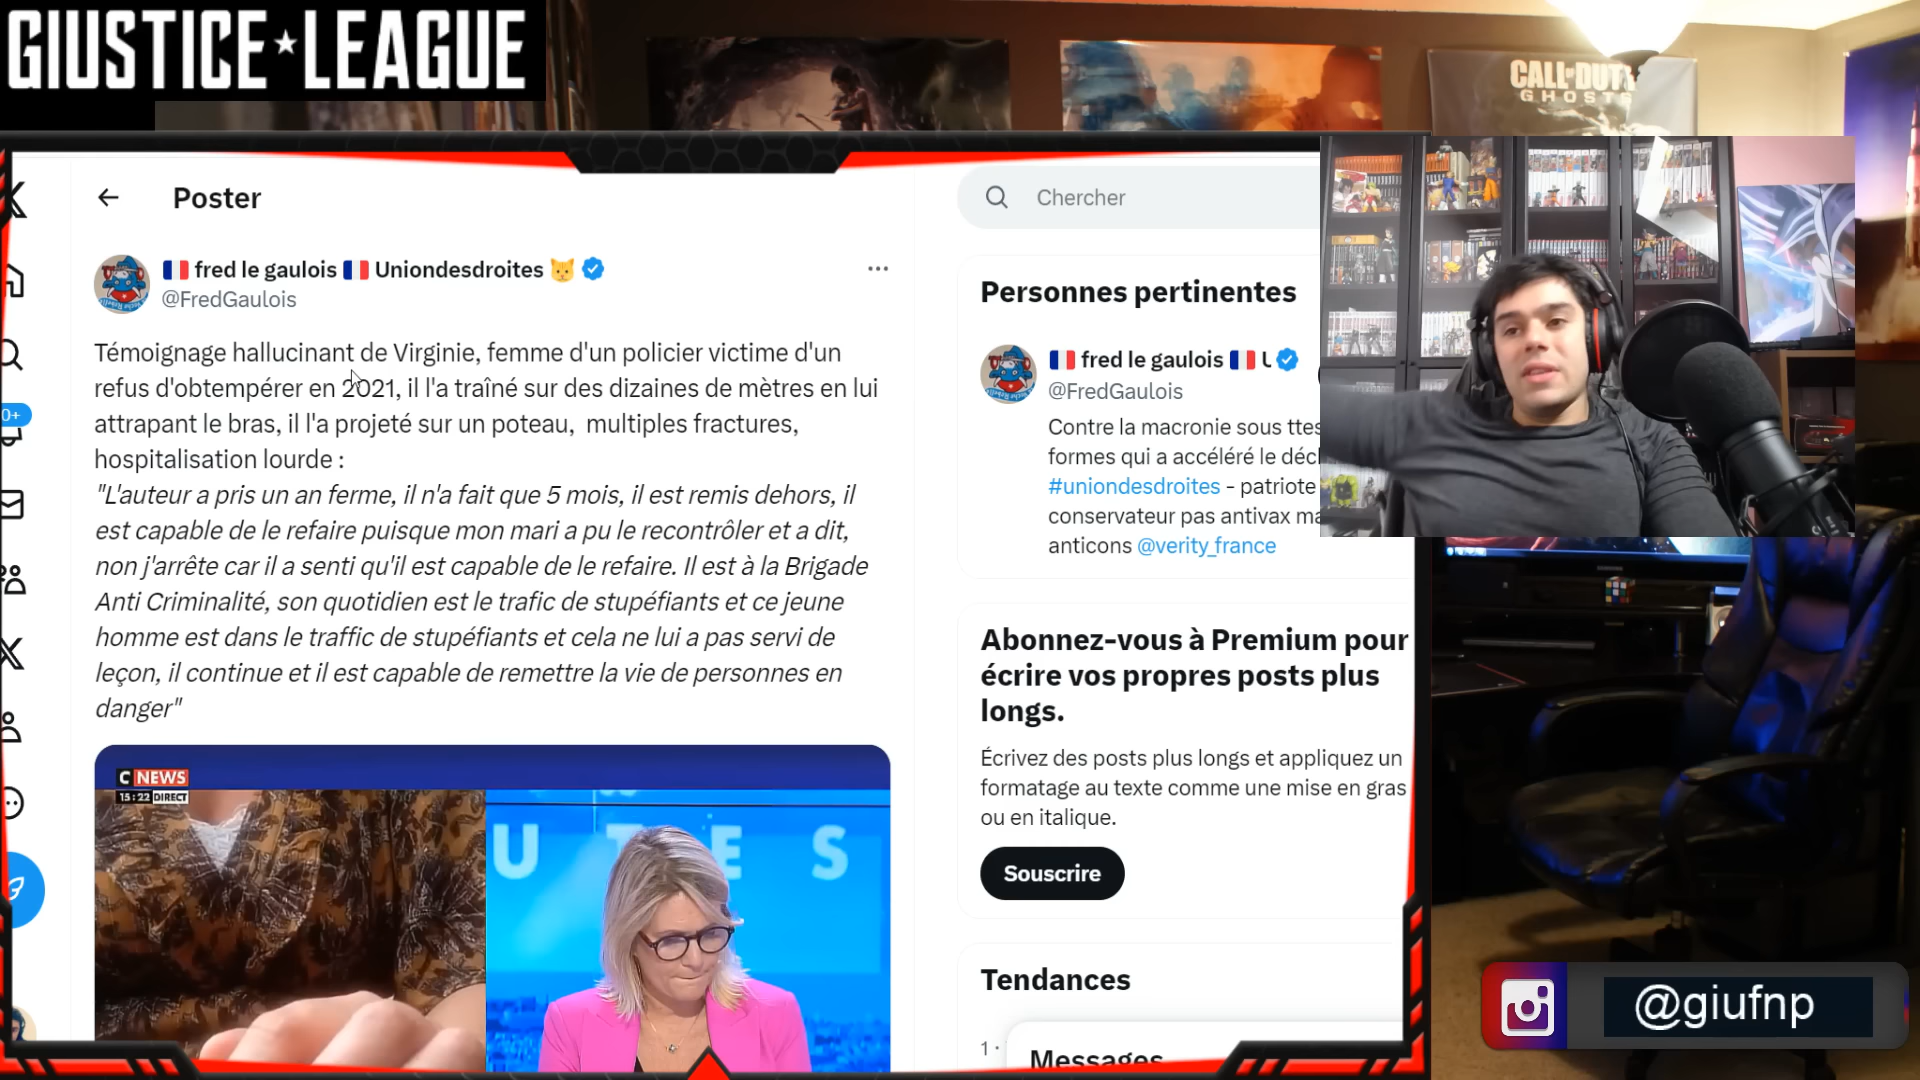 GIUSTICE★LEAGUE
CALL OF DUTY
GHOSTS
Poster
Chercher
🇫🇷 fred le gaulois 🇫🇷 Uniondesdroites 🐱
@FredGaulois
Témoignage hallucinant de Virginie, femme d'un policier victime d'un
refus d'obtempérer en 2021, il l'a traîné sur des dizaines de mètres en lui
attrapant le bras, il l'a projeté sur un poteau,  multiples fractures,
hospitalisation lourde :
"L'auteur a pris un an ferme, il n'a fait que 5 mois, il est remis dehors, il
est capable de le refaire puisque mon mari a pu le recontrôler et a dit,
non j'arrête car il a senti qu'il est capable de le refaire. Il est à la Brigade
Anti Criminalité, son quotidien est le trafic de stupéfiants et ce jeune
homme est dans le traffic de stupéfiants et cela ne lui a pas servi de
leçon, il continue et il est capable de remettre la vie de personnes en
danger"
C NEWS
15:22 DIRECT
U T E S
Personnes pertinentes
🇫🇷 fred le gaulois 🇫🇷 U
@FredGaulois
Contre la macronie sous ttes
formes qui a accéléré le décl
#uniondesdroites - patriote
conservateur pas antivax ma
anticons @verity_france
Abonnez-vous à Premium pour
écrire vos propres posts plus
longs.
Écrivez des posts plus longs et appliquez un
formatage au texte comme une mise en gras
ou en italique.
Souscrire
Tendances
1 ·
Messages
0+
@giufnp